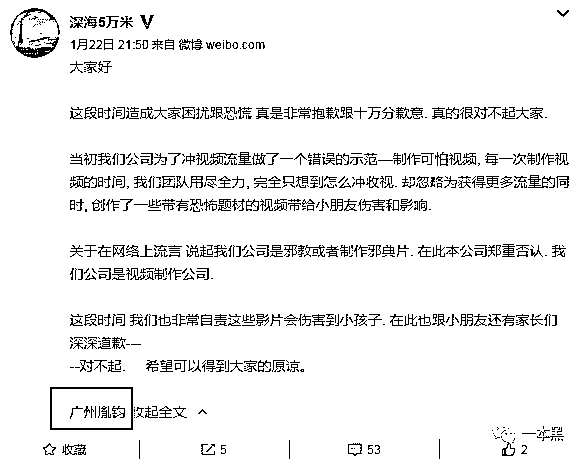 深海5万米 V
1月22日 21:50 来自 微博 weibo.com
大家好
这段时间造成大家困扰跟恐慌 真是非常抱歉跟十万分歉意. 真的很对不起大家.
当初我们公司为了冲视频流量做了一个错误的示范—制作可怕视频, 每一次制作视
频的时间, 我们团队用尽全力, 完全只想到怎么冲收视. 却忽略为获得更多流量的同
时, 创作了一些带有恐怖题材的视频带给小朋友伤害和影响.
关于在网络上流言 说起我们公司是邪教或者制作邪典片. 在此本公司郑重否认. 我
们公司是视频制作公司.
这段时间 我们也非常自责这些影片会伤害到小孩子. 在此也跟小朋友还有家长们
深深道歉---
--对不起. 希望可以得到大家的原谅。
广州胤钧 收起全文
收藏 5 53 2
一本黑